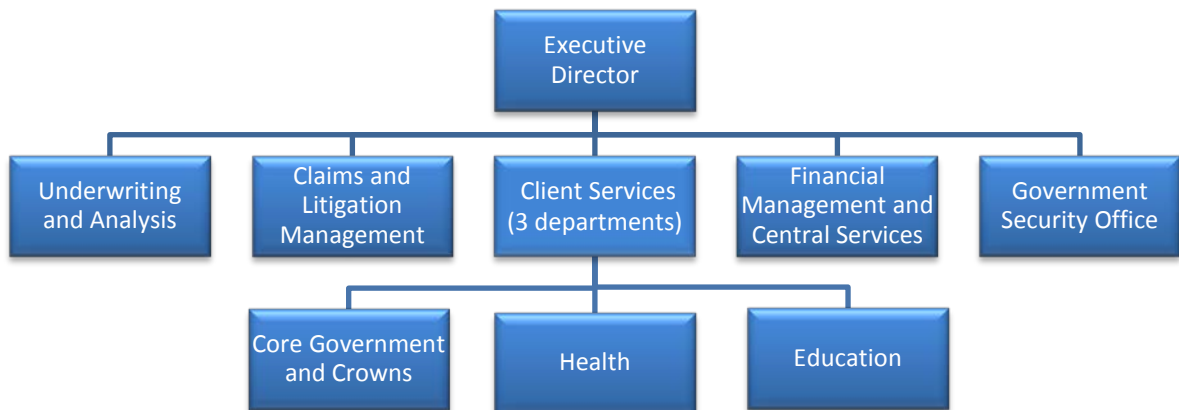 Executive
Director
Underwriting
and Analysis
Claims and
Litigation
Management
Client Services
(3 departments)
Financial
Management and
Central Services
Government
Security Office
Core Government
and Crowns
Health
Education